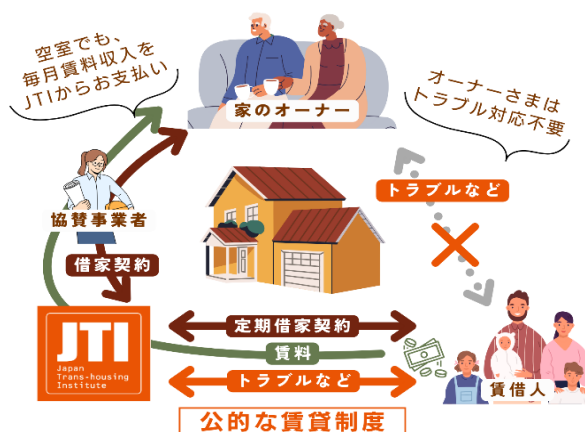 空室でも、
毎月賃料収入を
JTIからお支払い
家のオーナー
オーナーさまは
トラブル対応不要
協賛事業者
トラブルなど
借家契約
JTI
Japan
Trans-housing
Institute
定期借家契約
賃料
トラブルなど
賃借人
公的な賃貸制度